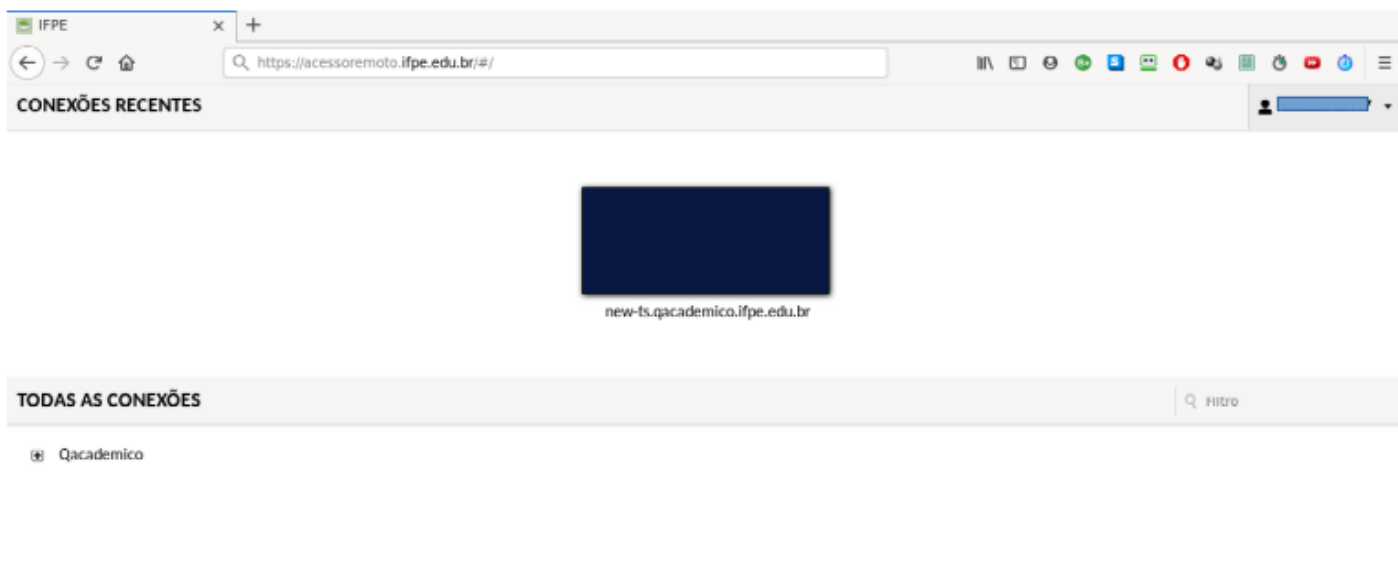 IFPE
https://acessoremoto.ifpe.edu.br/#/
CONEXÕES RECENTES
new-ts.qacademico.ifpe.edu.br
TODAS AS CONEXÕES
Filtro
Qacademico